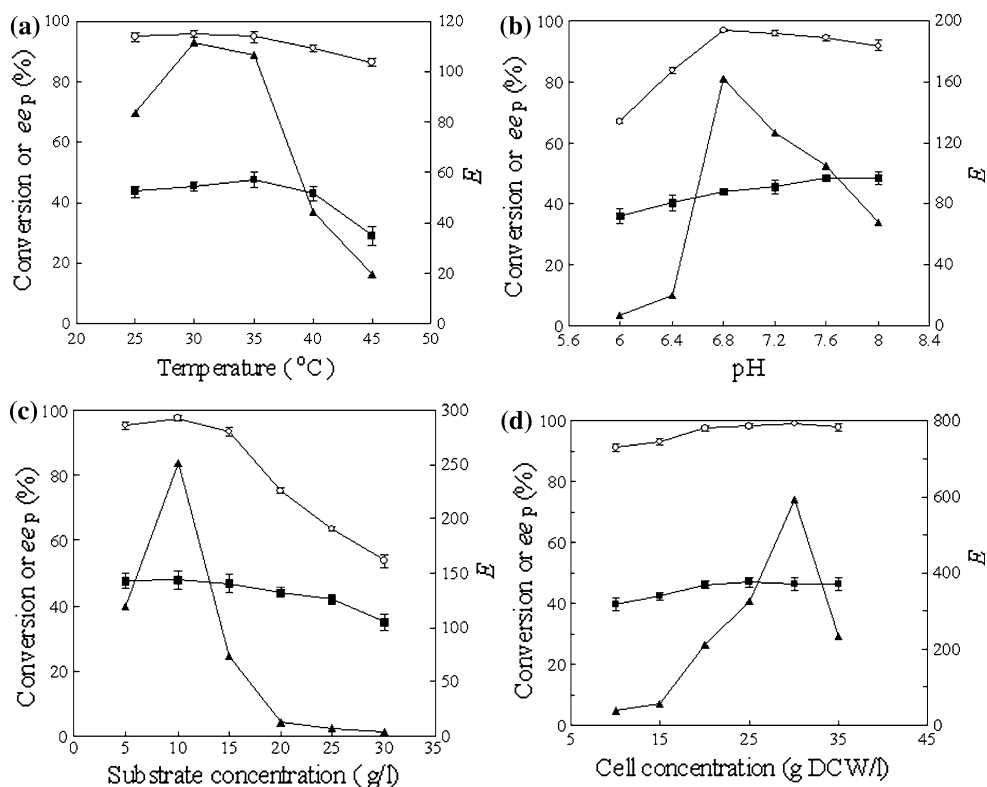 (a)
100
80
60
40
20
0
Conversion or ee p (%)
120
100
80
60
40
20
0
E
20 25 30 35 40 45 50
Temperature (°C)
(b)
100
80
60
40
20
0
Conversion or ee p (%)
200
160
120
80
40
0
E
5.6 6 6.4 6.8 7.2 7.6 8 8.4
pH
(c)
100
80
60
40
20
0
Conversion or ee p (%)
300
250
200
150
100
50
0
E
0 5 10 15 20 25 30 35
Substrate concentration (g/l)
(d)
100
80
60
40
20
0
Conversion or ee p (%)
800
600
400
200
0
E
5 15 25 35 45
Cell concentration (g DCW/l)